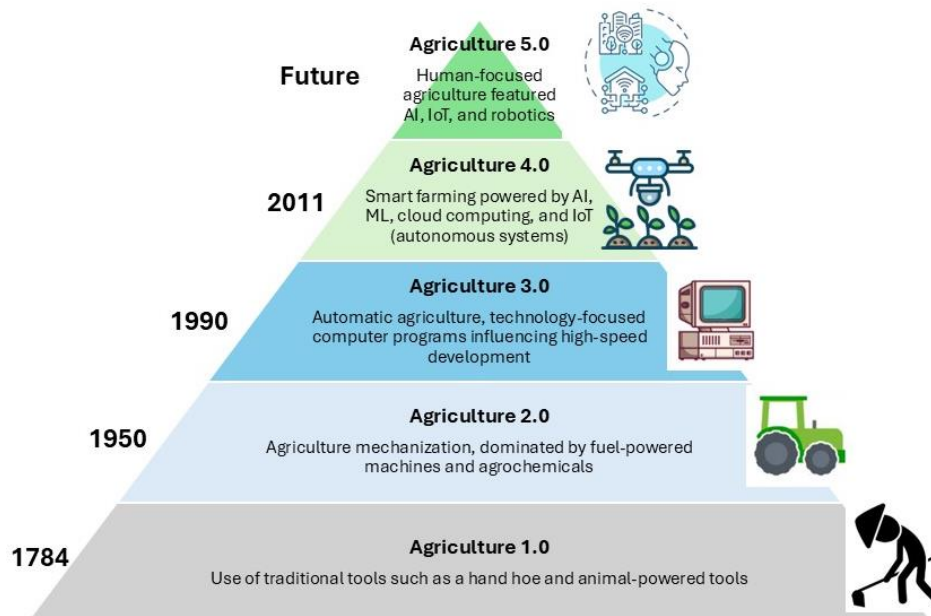 Agriculture 5.0
Future
Human-focused
agriculture featured
AI, IoT, and robotics
Agriculture 4.0
2011
Smart farming powered by AI,
ML, cloud computing, and IoT
(autonomous systems)
Agriculture 3.0
1990
Automatic agriculture, technology-focused
computer programs influencing high-speed
development
Agriculture 2.0
1950
Agriculture mechanization, dominated by fuel-powered
machines and agrochemicals
Agriculture 1.0
1784
Use of traditional tools such as a hand hoe and animal-powered tools